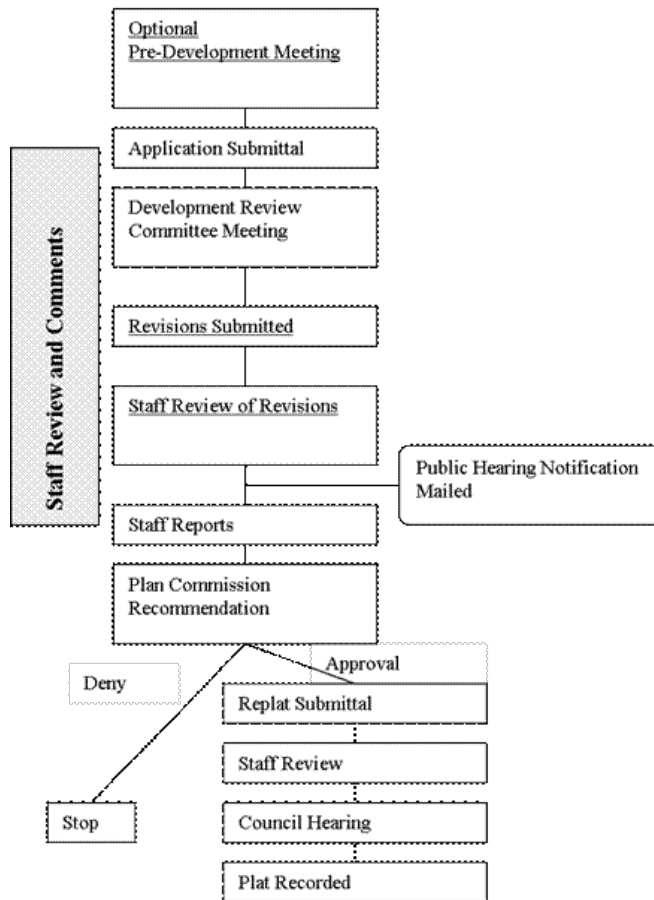 Optional
Pre-Development Meeting
Application Submittal
Development Review
Committee Meeting
Revisions Submitted
Staff Review of Revisions
Staff Review and Comments
Public Hearing Notification
Mailed
Staff Reports
Plan Commission
Recommendation
Deny
Approval
Replat Submittal
Staff Review
Stop
Council Hearing
Plat Recorded